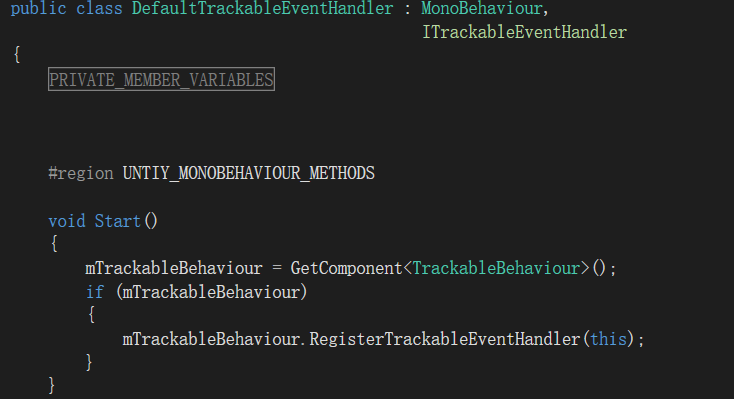 public class DefaultTrackableEventHandler : MonoBehaviour,
ITrackableEventHandler
{
PRIVATE_MEMBER_VARIABLES
#region UNTIY_MONOBEHAVIOUR_METHODS
void Start()
{
mTrackableBehaviour = GetComponent<TrackableBehaviour>();
if (mTrackableBehaviour)
{
mTrackableBehaviour.RegisterTrackableEventHandler(this);
}
}